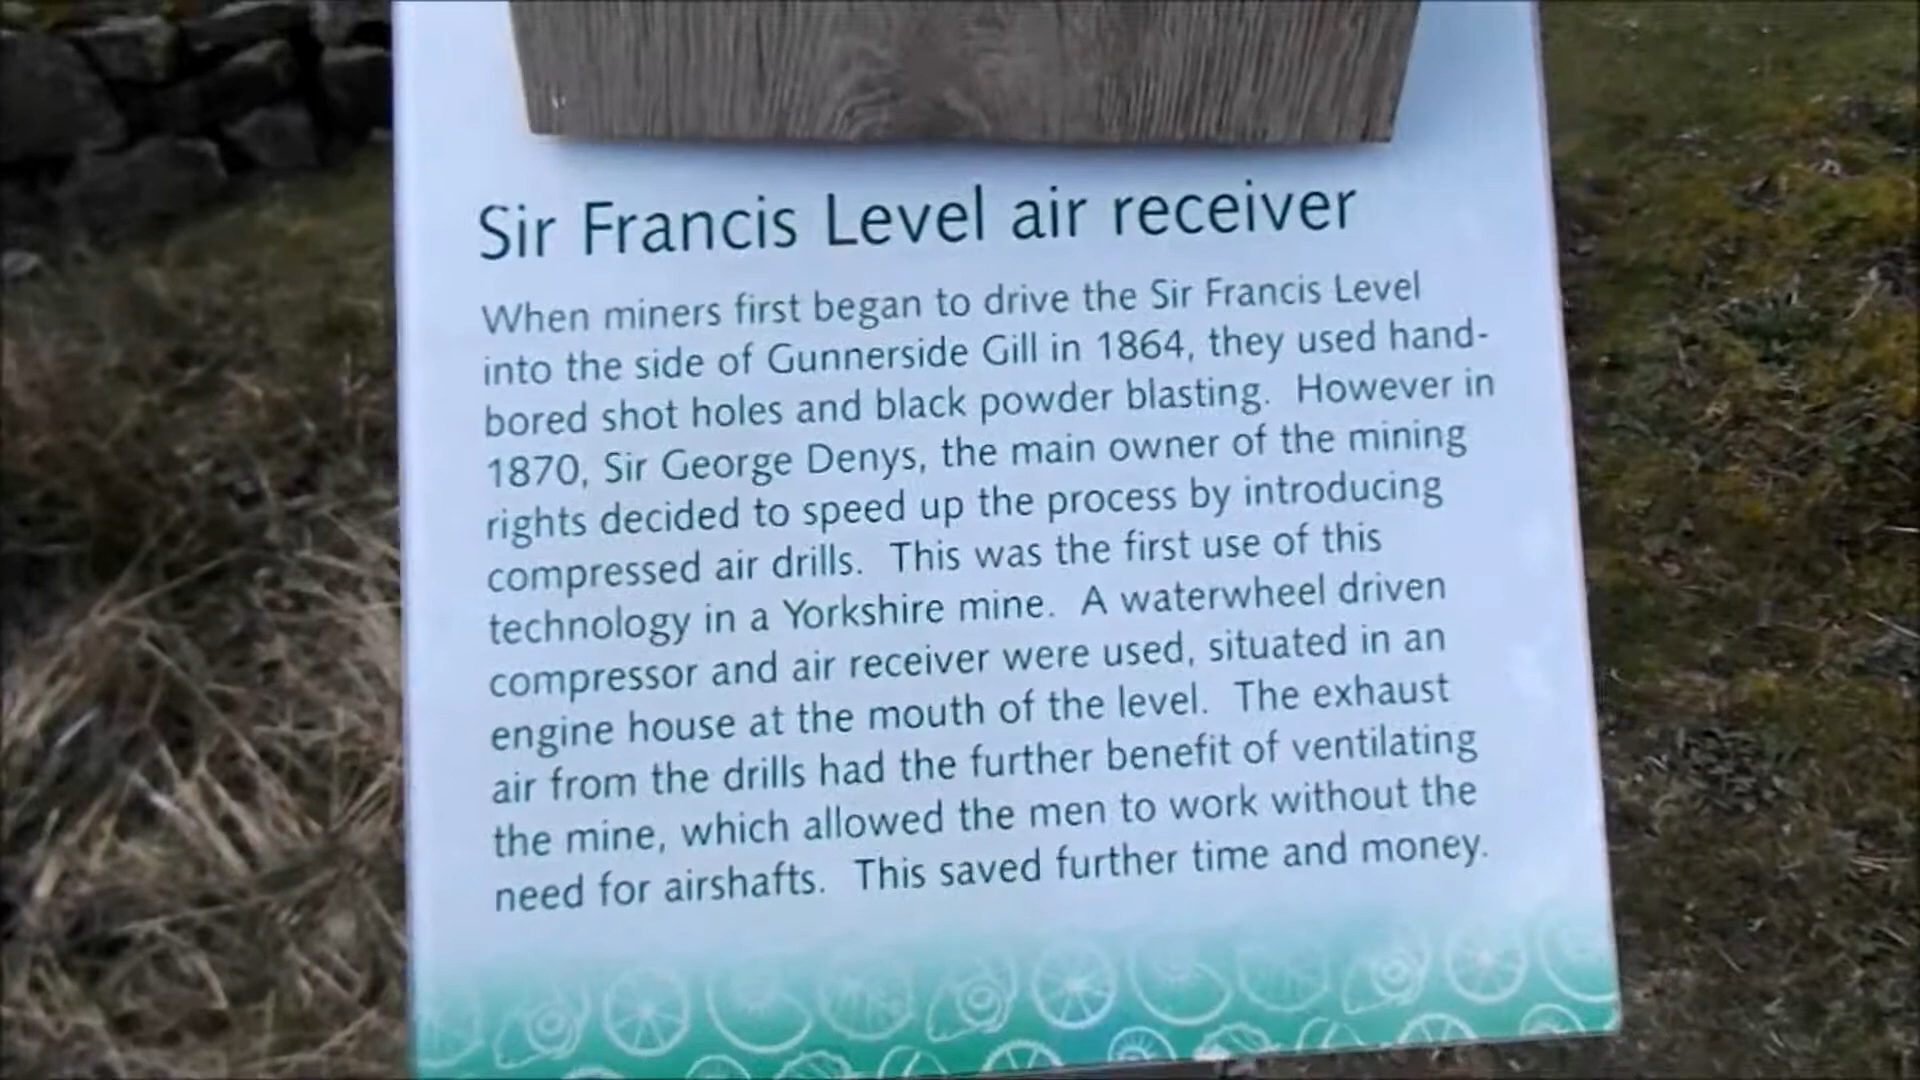 Sir Francis Level air receiver
When miners first began to drive the Sir Francis Level
into the side of Gunnerside Gill in 1864, they used hand-
bored shot holes and black powder blasting. However in
1870, Sir George Denys, the main owner of the mining
rights decided to speed up the process by introducing
compressed air drills. This was the first use of this
technology in a Yorkshire mine. A waterwheel driven
compressor and air receiver were used, situated in an
engine house at the mouth of the level. The exhaust
air from the drills had the further benefit of ventilating
the mine, which allowed the men to work without the
need for airshafts. This saved further time and money.